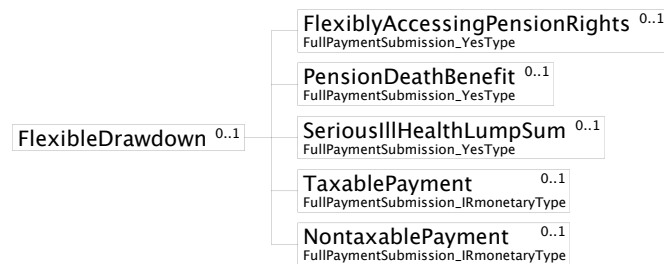 FlexiblyAccessingPensionRights 0..1
FullPaymentSubmission_YesType
PensionDeathBenefit 0..1
FullPaymentSubmission_YesType
FlexibleDrawdown 0..1
SeriousIllHealthLumpSum 0..1
FullPaymentSubmission_YesType
TaxablePayment 0..1
FullPaymentSubmission_IRmonetaryType
NontaxablePayment 0..1
FullPaymentSubmission_IRmonetaryType